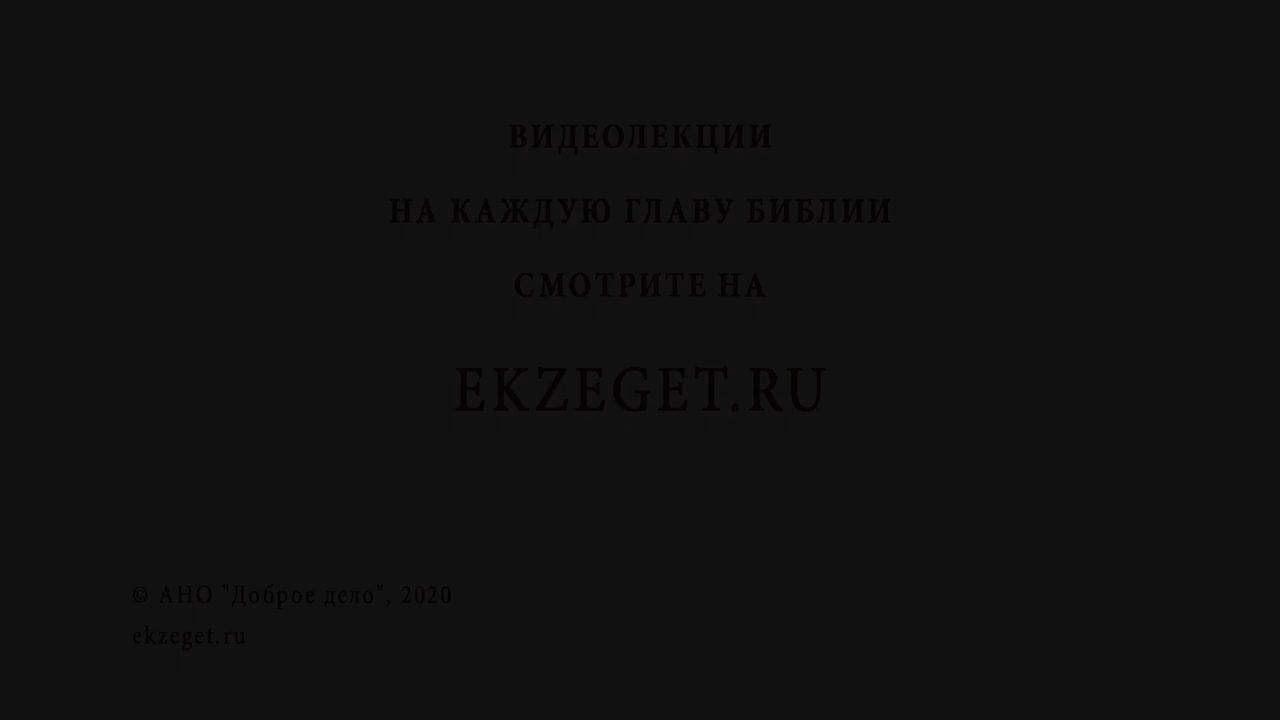 ВИДЕОЛЕКЦИИ
НА КАЖДУЮ ГЛАВУ БИБЛИИ
СМОТРИТЕ НА
EKZEGET.RU
© АНО "Доброе дело", 2020
ekzeget.ru